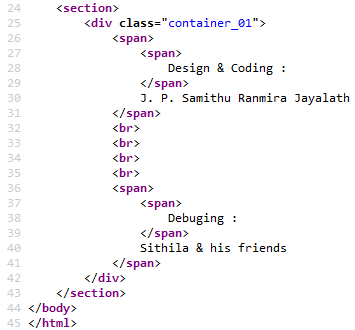 24     <section>
25         <div class="container_01">
26             <span>
27                 <span>
28                     Design & Coding :
29                 </span>
30                 J. P. Samithu Ranmira Jayalath
31             </span>
32             <br>
33             <br>
34             <br>
35             <br>
36             <span>
37                 <span>
38                     Debuging :
39                 </span>
40                 Sithila & his friends
41             </span>
42         </div>
43     </section>
44 </body>
45 </html>